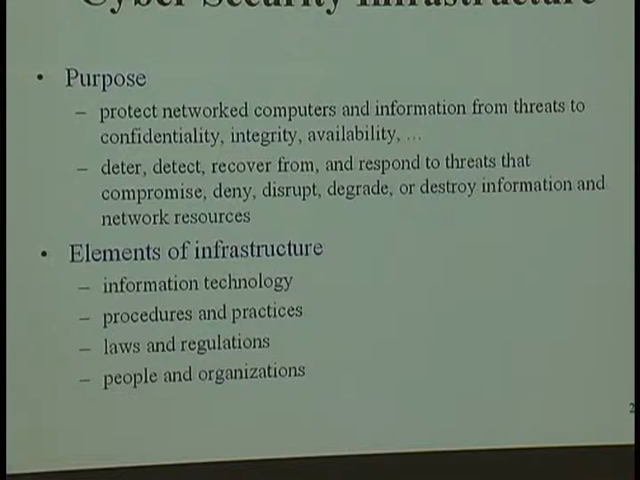 Cyber Security Infrastructure
• Purpose
– protect networked computers and information from threats to
confidentiality, integrity, availability, ...
– deter, detect, recover from, and respond to threats that
compromise, deny, disrupt, degrade, or destroy information and
network resources
• Elements of infrastructure
– information technology
– procedures and practices
– laws and regulations
– people and organizations
2